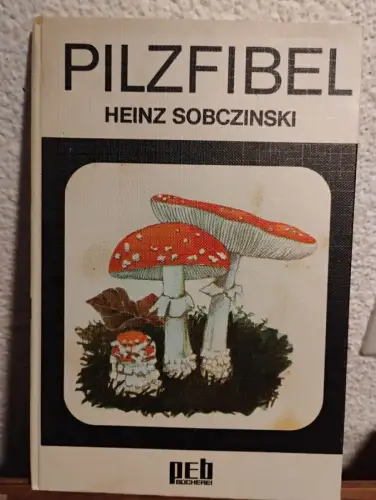 PILZFIBEL
HEINZ SOBCZINSKI
peb
BÜCHEREI